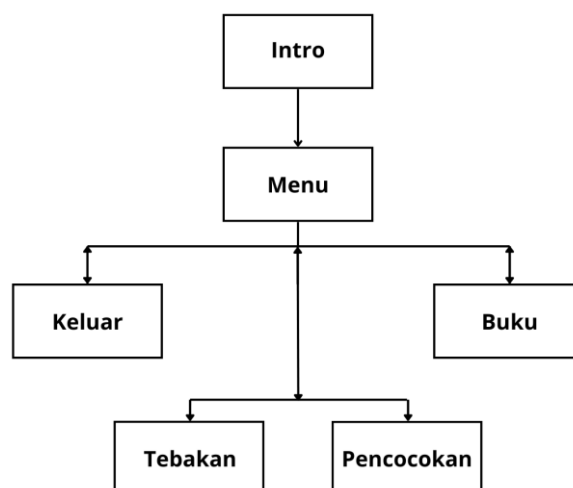 Intro
Menu
Keluar
Buku
Tebakan
Pencocokan